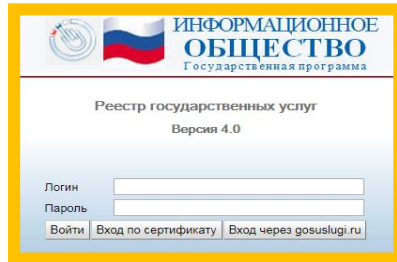 ИНФОРМАЦИОННОЕ
ОБЩЕСТВО
Государственная программа
Реестр государственных услуг
Версия 4.0
Логин
Пароль
Войти Вход по сертификату Вход через gosuslugi.ru